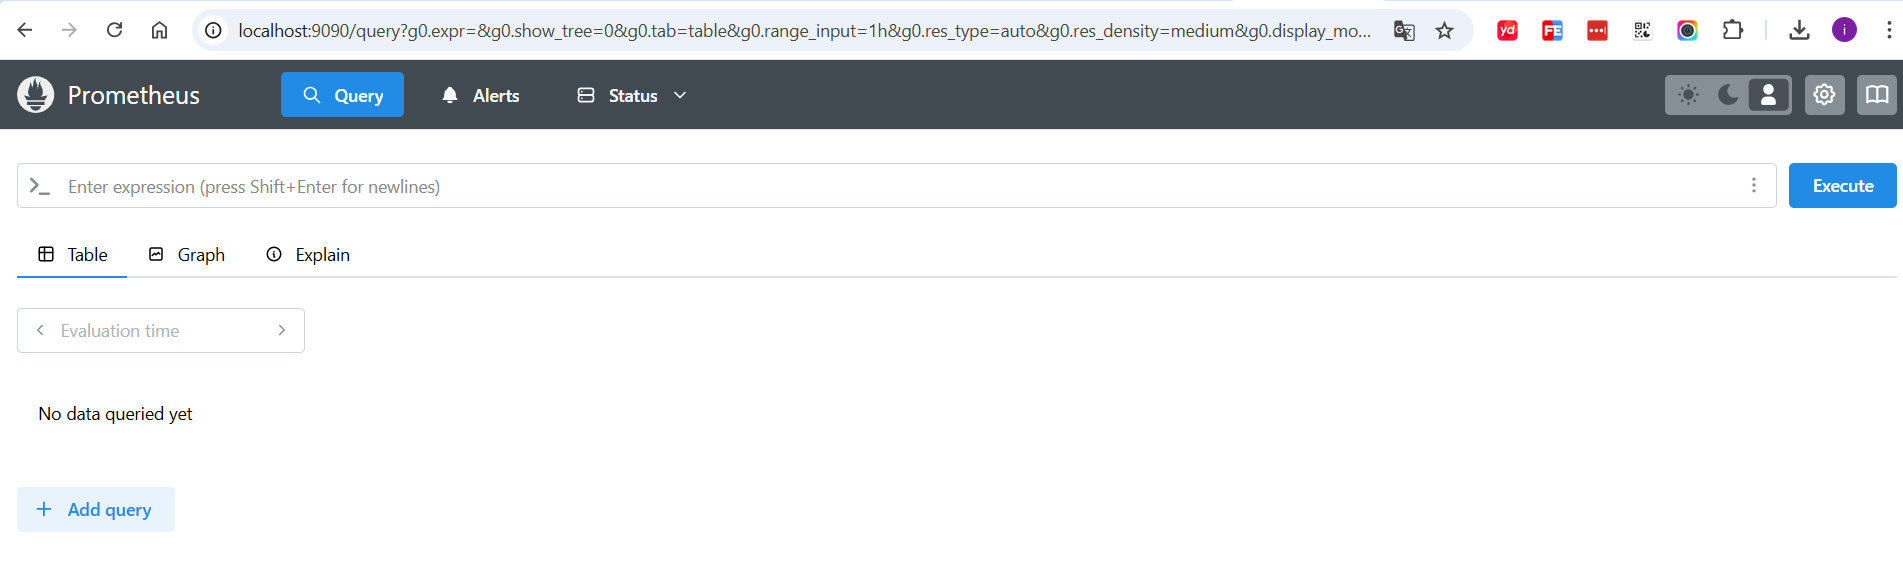 localhost:9090/query?g0.expr=&g0.show_tree=0&g0.tab=table&g0.range_input=1h&g0.res_type=auto&g0.res_density=medium&g0.display_mo...
yd
FE
i
Prometheus
Query
Alerts
Status
Enter expression (press Shift+Enter for newlines)
Execute
Table
Graph
Explain
Evaluation time
No data queried yet
Add query